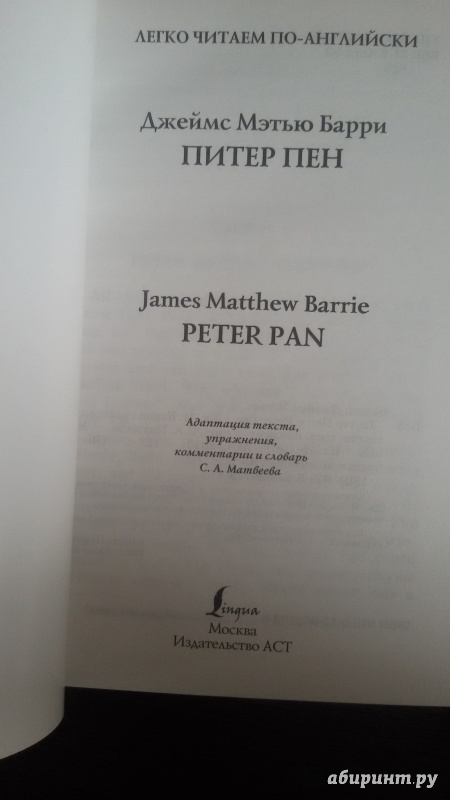 ЛЕГКО ЧИТАЕМ ПО-АНГЛИЙСКИ
Джеймс Мэтью Барри
ПИТЕР ПЕН
James Matthew Barrie
PETER PAN
Адаптация текста,
упражнения,
комментарии и словарь
С. А. Матвеева
Lingua
Москва
Издательство АСТ
абиринт.ру